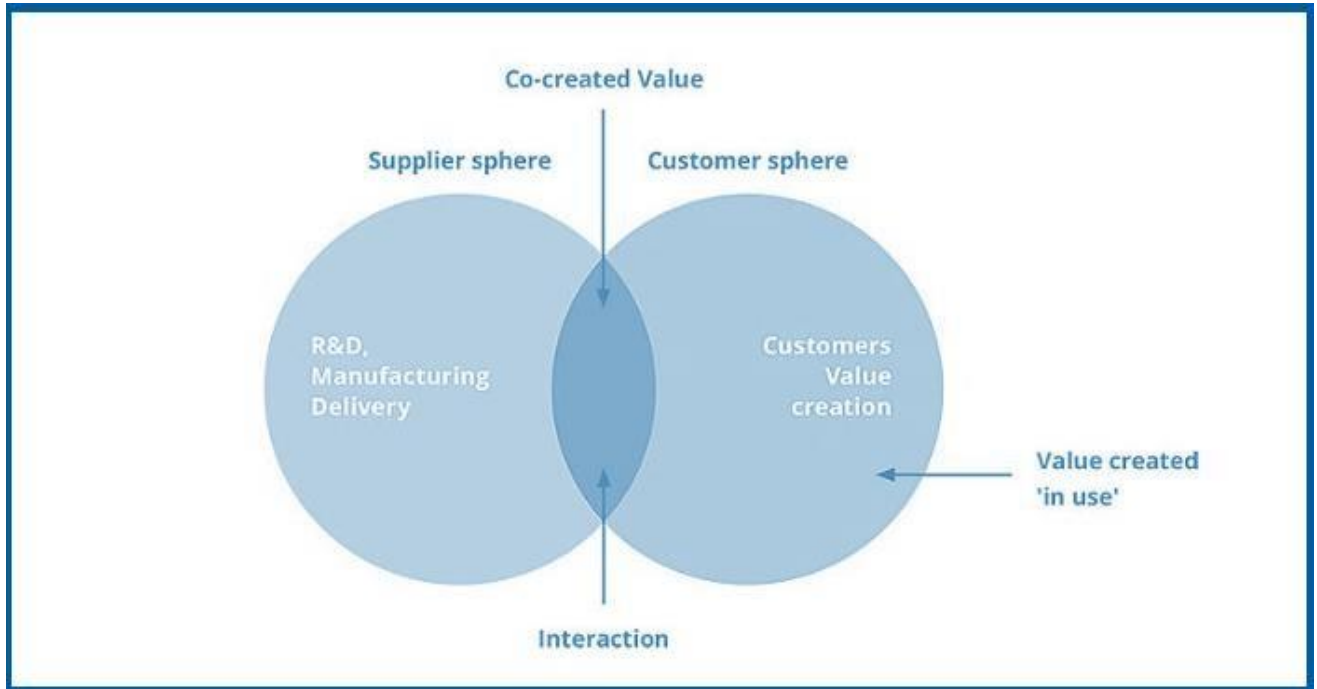 Co-created Value
Supplier sphere
Customer sphere
R&D,
Manufacturing
Delivery
Customers
Value
creation
Value created
'in use'
Interaction